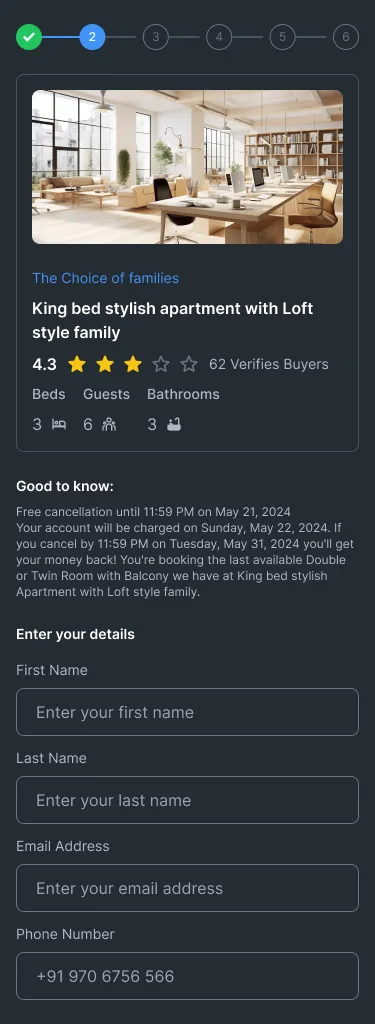 2
3
4
5
6
The Choice of families
King bed stylish apartment with Loft
style family
4.3 62 Verifies Buyers
Beds Guests Bathrooms
3 6 3
Good to know:
Free cancellation until 11:59 PM on May 21, 2024
Your account will be charged on Sunday, May 22, 2024. If
you cancel by 11:59 PM on Tuesday, May 31, 2024 you'll get
your money back! You're booking the last available Double
or Twin Room with Balcony we have at King bed stylish
Apartment with Loft style family.
Enter your details
First Name
Enter your first name
Last Name
Enter your last name
Email Address
Enter your email address
Phone Number
+91 970 6756 566